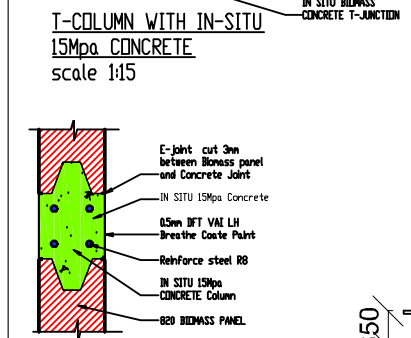 IN SITU BIOMASS
CONCRETE T-JUNCTION
T-COLUMN WITH IN-SITU
15Mpa CONCRETE
scale 1:15
E-joint cut 3mm
between Biomass panel
and Concrete Joint
IN SITU 15Mpa Concrete
0.5mm DFT VAI LH
Breathe Coate Paint
Reinforce steel R8
IN SITU 15Mpa
CONCRETE Column
820 BIOMASS PANEL